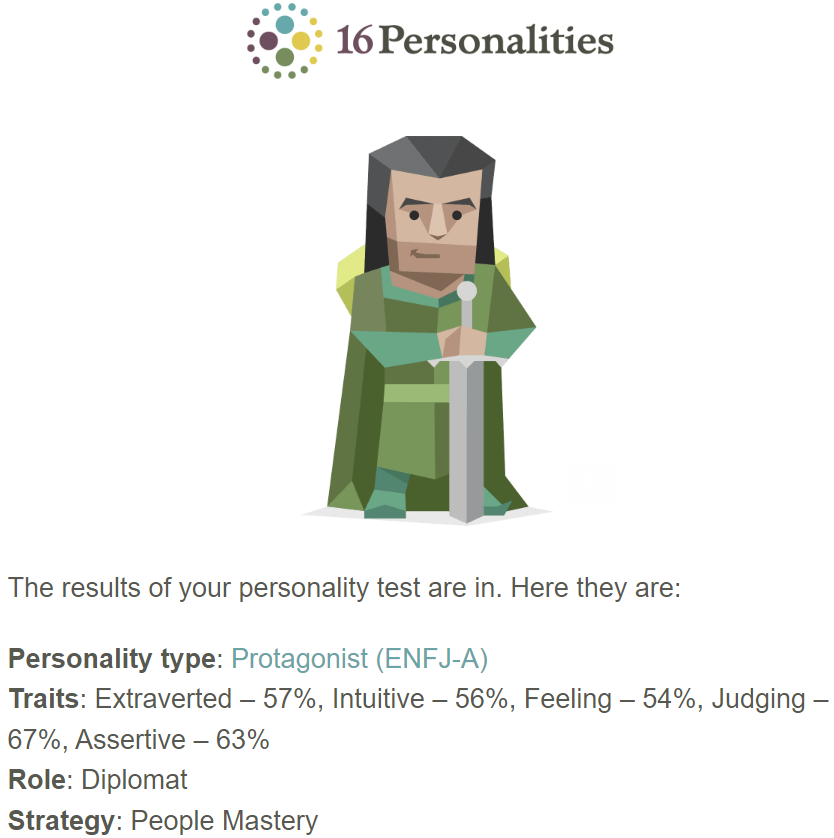 16Personalities
The results of your personality test are in. Here they are:
Personality type: Protagonist (ENFJ-A)
Traits: Extraverted – 57%, Intuitive – 56%, Feeling – 54%, Judging –
67%, Assertive – 63%
Role: Diplomat
Strategy: People Mastery